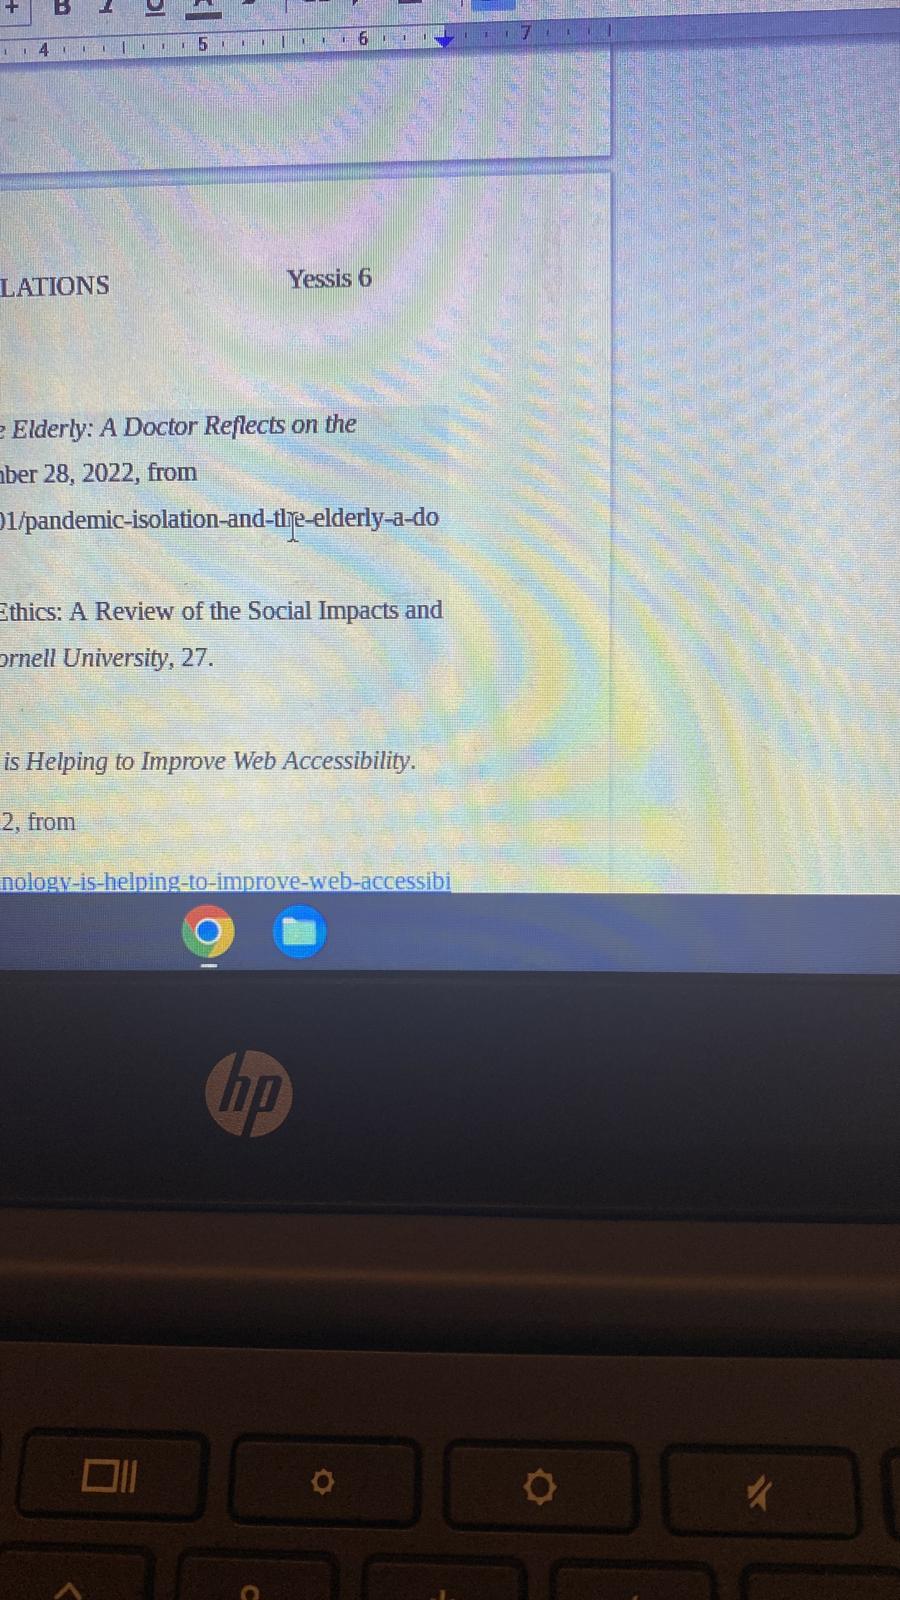 4 5 6 7
LATIONS Yessis 6
Elderly: A Doctor Reflects on the
ber 28, 2022, from
01/pandemic-isolation-and-the-elderly-a-do
Ethics: A Review of the Social Impacts and
ornell University, 27.
is Helping to Improve Web Accessibility.
2, from
nology-is-helping-to-improve-web-accessibi
hp